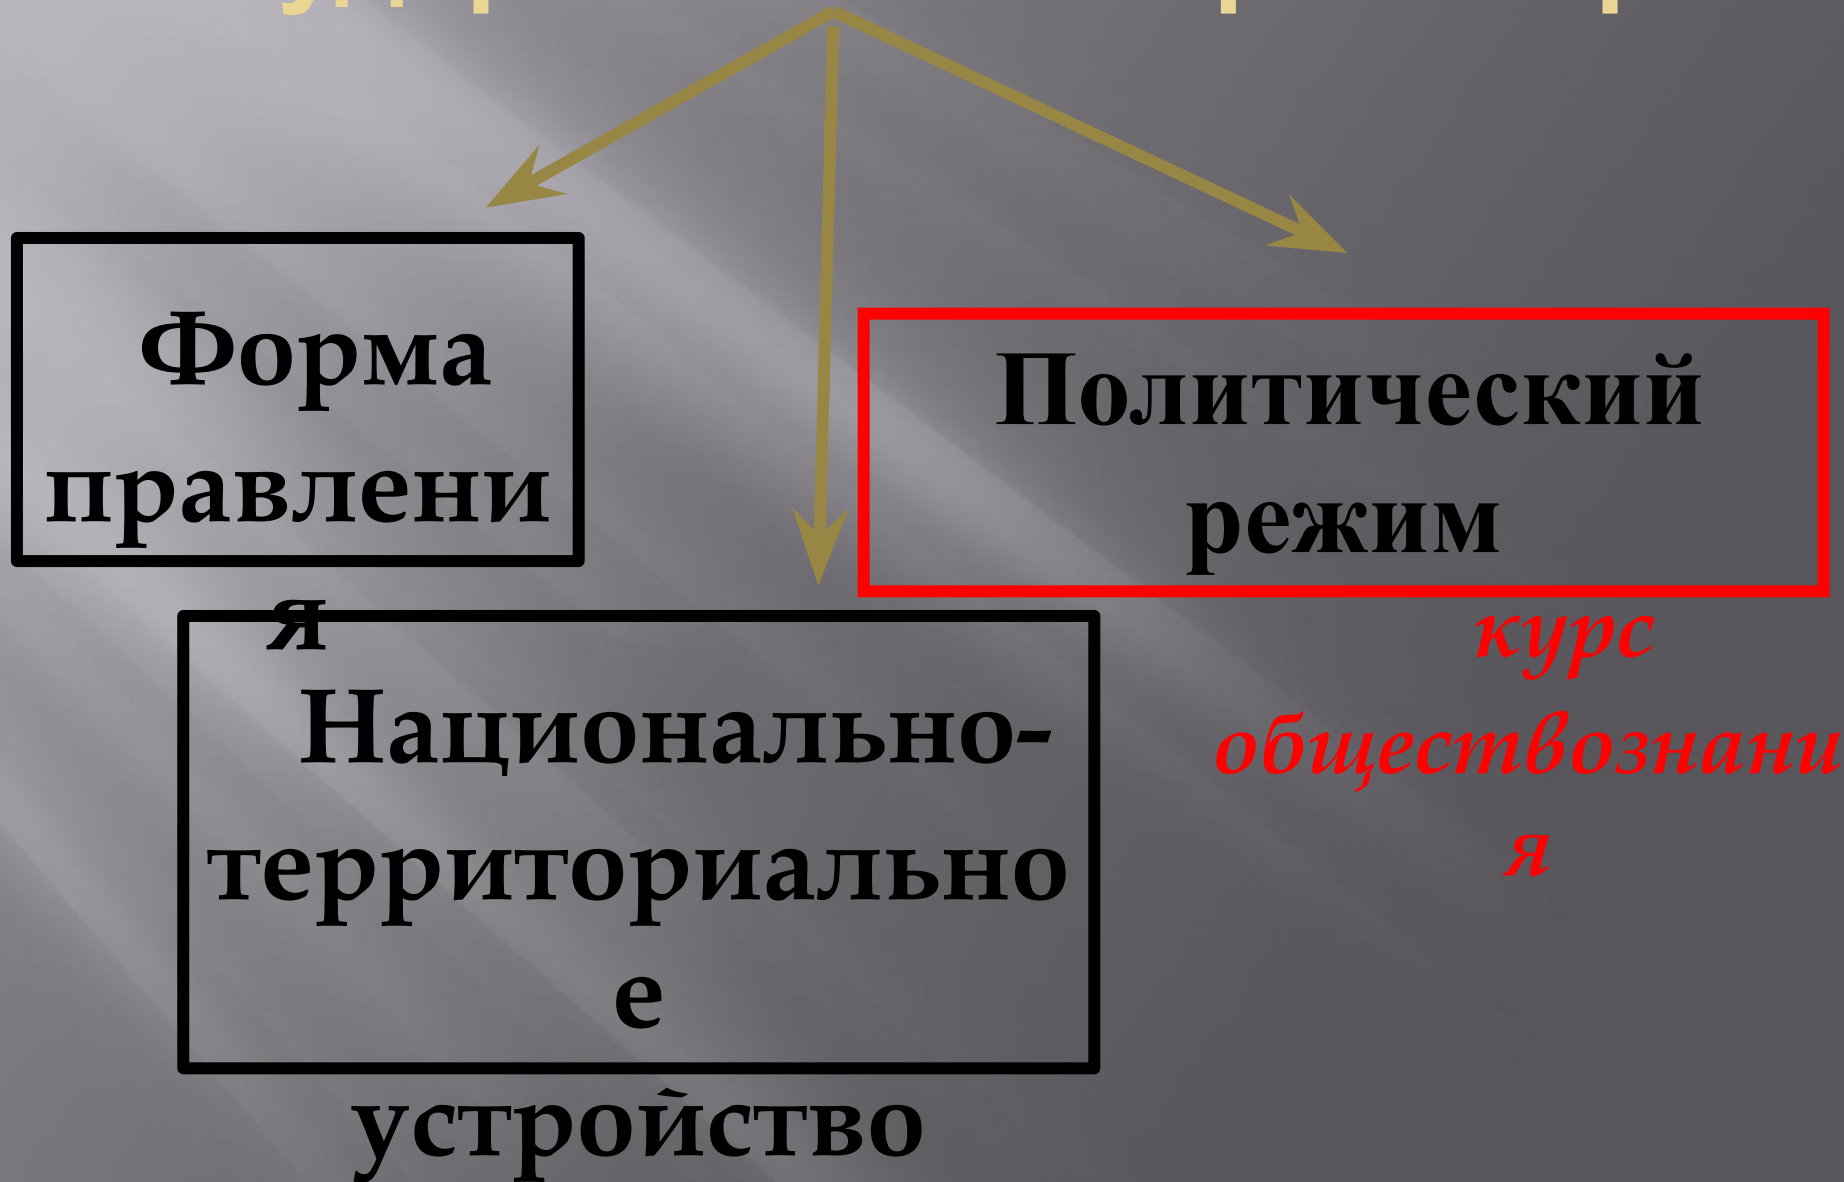 Форма
правлени
я
Политический
режим
курс
обществознани
я
Национально-
территориально
е
устройство